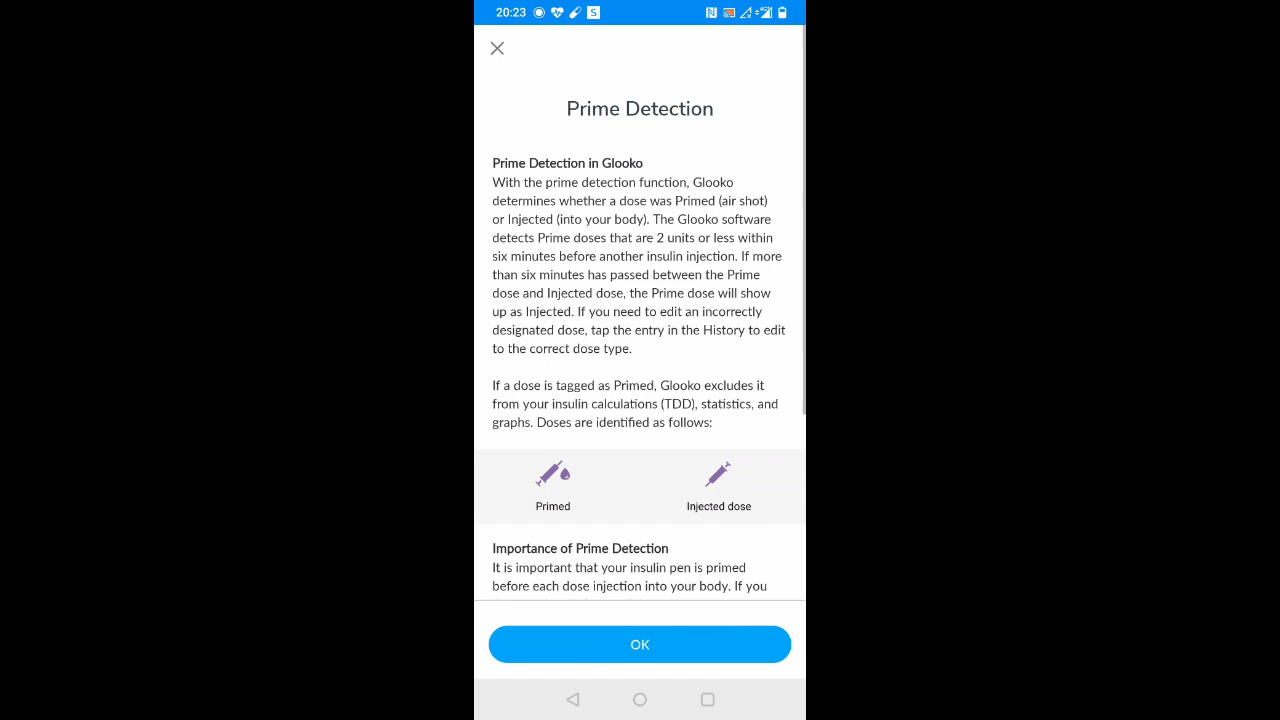 20:23
S
N
Prime Detection
Prime Detection in Glooko
With the prime detection function, Glooko
determines whether a dose was Primed (air shot)
or Injected (into your body). The Glooko software
detects Prime doses that are 2 units or less within
six minutes before another insulin injection. If more
than six minutes has passed between the Prime
dose and Injected dose, the Prime dose will show
up as Injected. If you need to edit an incorrectly
designated dose, tap the entry in the History to edit
to the correct dose type.
If a dose is tagged as Primed, Glooko excludes it
from your insulin calculations (TDD), statistics, and
graphs. Doses are identified as follows:
Primed
Injected dose
Importance of Prime Detection
It is important that your insulin pen is primed
before each dose injection into your body. If you
OK